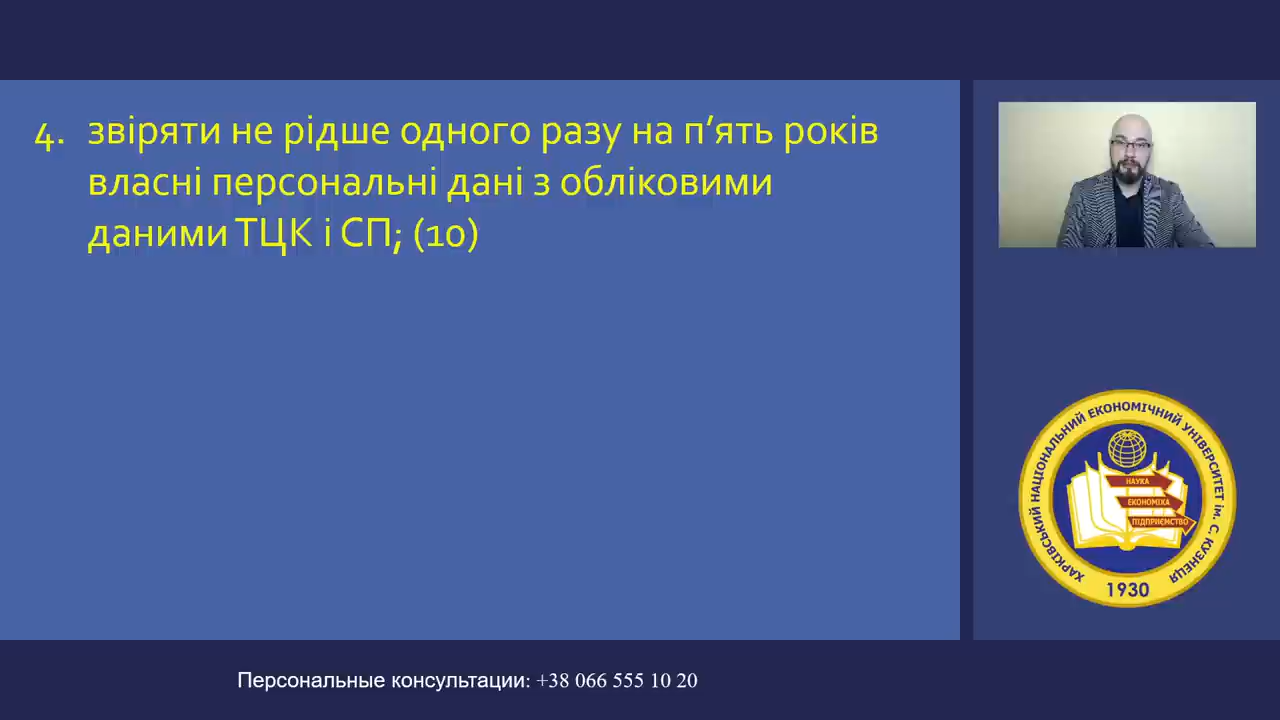 4. звіряти не рідше одного разу на п’ять років
власні персональні дані з обліковими
даними ТЦК і СП; (10)
ХАРКІВСЬКИЙ НАЦІОНАЛЬНИЙ ЕКОНОМІЧНИЙ УНІВЕРСИТЕТ ім. С. КУЗНЕЦЯ
НАУКА
ЕКОНОМІКА
ПІДПРИЄМСТВО
1930
Персональные консультации: +38 066 555 10 20